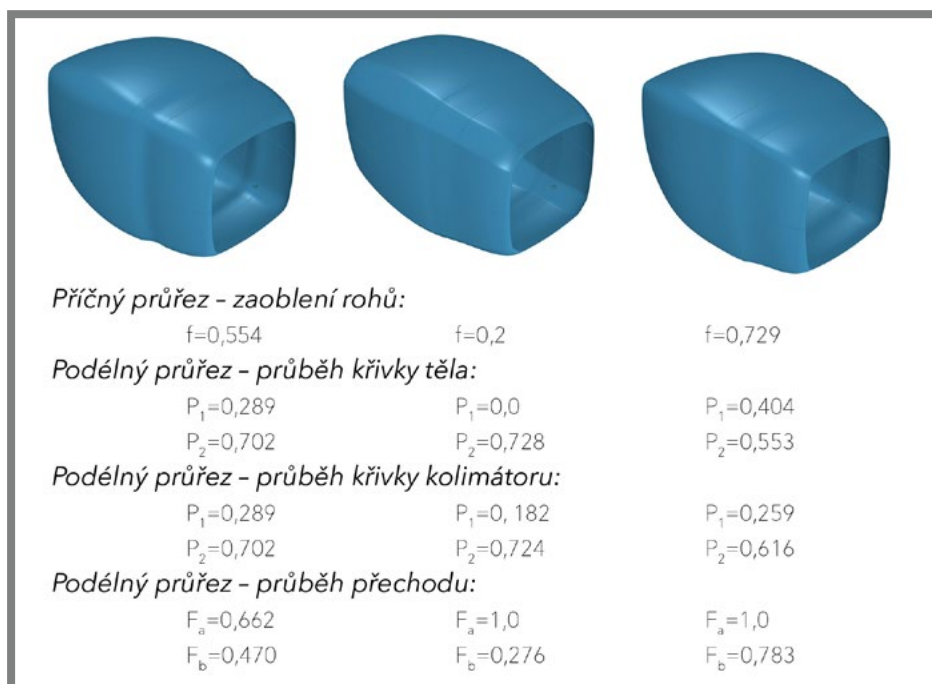 Příčný průřez – zaoblení rohů:
f=0,554 f=0,2 f=0,729
Podélný průřez – průběh křivky těla:
P₁=0,289 P₁=0,0 P₁=0,404
P₂=0,702 P₂=0,728 P₂=0,553
Podélný průřez – průběh křivky kolimátoru:
P₁=0,289 P₁=0, 182 P₁=0,259
P₂=0,702 P₂=0,724 P₂=0,616
Podélný průřez – průběh přechodu:
Fₐ=0,662 Fₐ=1,0 Fₐ=1,0
F_b=0,470 F_b=0,276 F_b=0,783